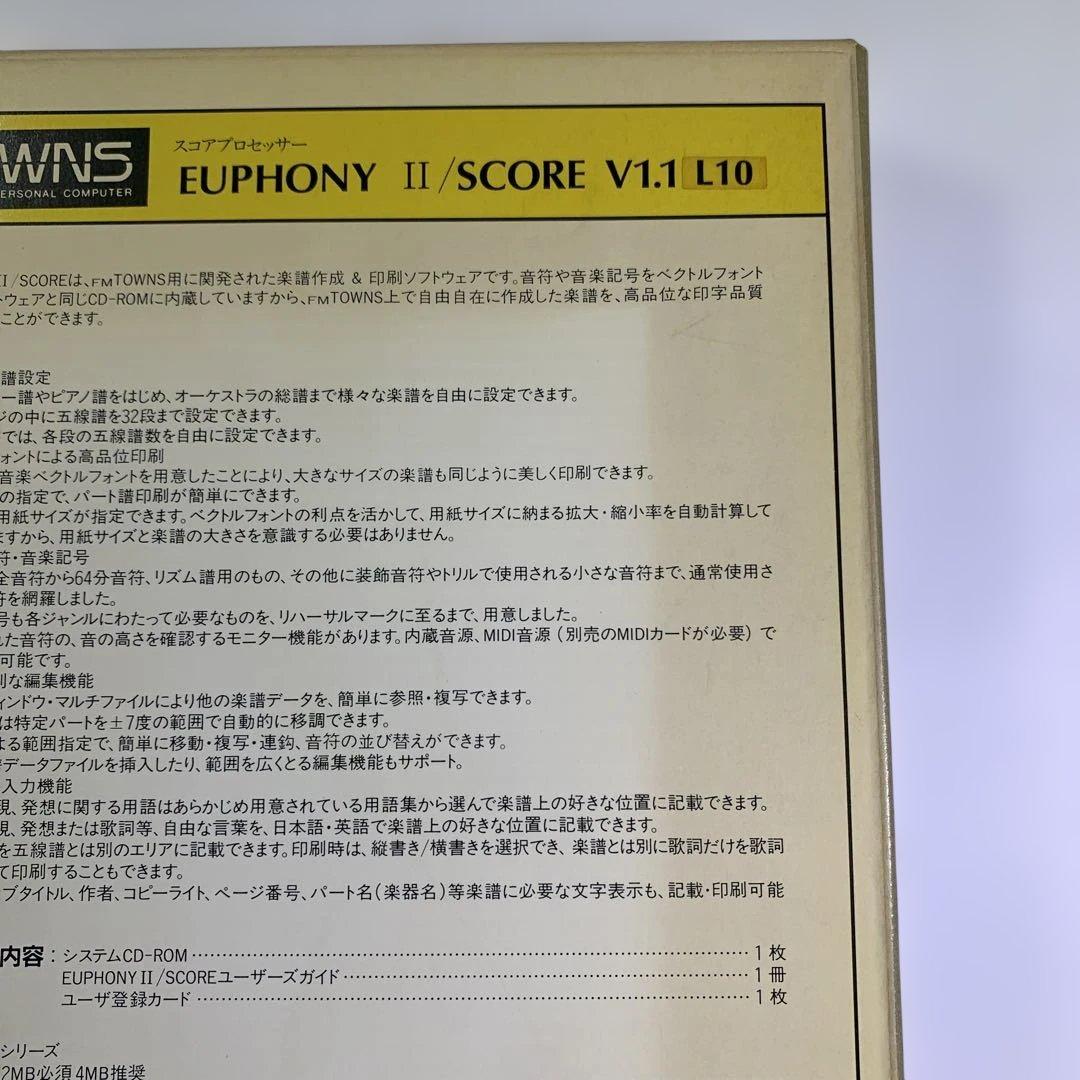 WNS
ERSONAL COMPUTER
スコアプロセッサー
EUPHONY II/SCORE V1.1 L10
II/SCOREは、FMTOWNS用に開発された楽譜作成 & 印刷ソフトウェアです。音符や音楽記号をベクトルフォント
トウェアと同じCD-ROMに内蔵していますから、FMTOWNS上で自由自在に作成した楽譜を、高品位な印字品質
ことができます。
譜設定
ー譜やピアノ譜をはじめ、オーケストラの総譜まで様々な楽譜を自由に設定できます。
ジの中に五線譜を32段まで設定できます。
では、各段の五線譜数を自由に設定できます。
ォントによる高品位印刷
音楽ベクトルフォントを用意したことにより、大きなサイズの楽譜も同じように美しく印刷できます。
の指定で、パート譜印刷が簡単にできます。
用紙サイズが指定できます。ベクトルフォントの利点を活かして、用紙サイズに納まる拡大・縮小率を自動計算して
ますから、用紙サイズと楽譜の大きさを意識する必要はありません。
符・音楽記号
全音符から64分音符、リズム譜用のもの、その他に装飾音符やトリルで使用される小さな音符まで、通常使用さ
符を網羅しました。
号も各ジャンルにわたって必要なものを、リハーサルマークに至るまで、用意しました。
れた音符の、音の高さを確認するモニター機能があります。内蔵音源、MIDI音源（別売のMIDIカードが必要）で
可能です。
利な編集機能
ィンドウ・マルチファイルにより他の楽譜データを、簡単に参照・複写できます。
は特定パートを±7度の範囲で自動的に移調できます。
よる範囲指定で、簡単に移動・複写・連鈎、音符の並び替えができます。
データファイルを挿入したり、範囲を広くとる編集機能もサポート。
入力機能
現、発想に関する用語はあらかじめ用意されている用語集から選んで楽譜上の好きな位置に記載できます。
現、発想または歌詞等、自由な言葉を、日本語・英語で楽譜上の好きな位置に記載できます。
を五線譜とは別のエリアに記載できます。印刷時は、縦書き/横書きを選択でき、楽譜とは別に歌詞だけを歌詞
て印刷することもできます。
ブタイトル、作者、コピーライト、ページ番号、パート名(楽器名)等楽譜に必要な文字表示も、記載・印刷可能
内容：システムCD-ROM……1枚
EUPHONY II/SCOREユーザーズガイド……1冊
ユーザ登録カード……1枚
シリーズ
2MB必須 4MB推奨